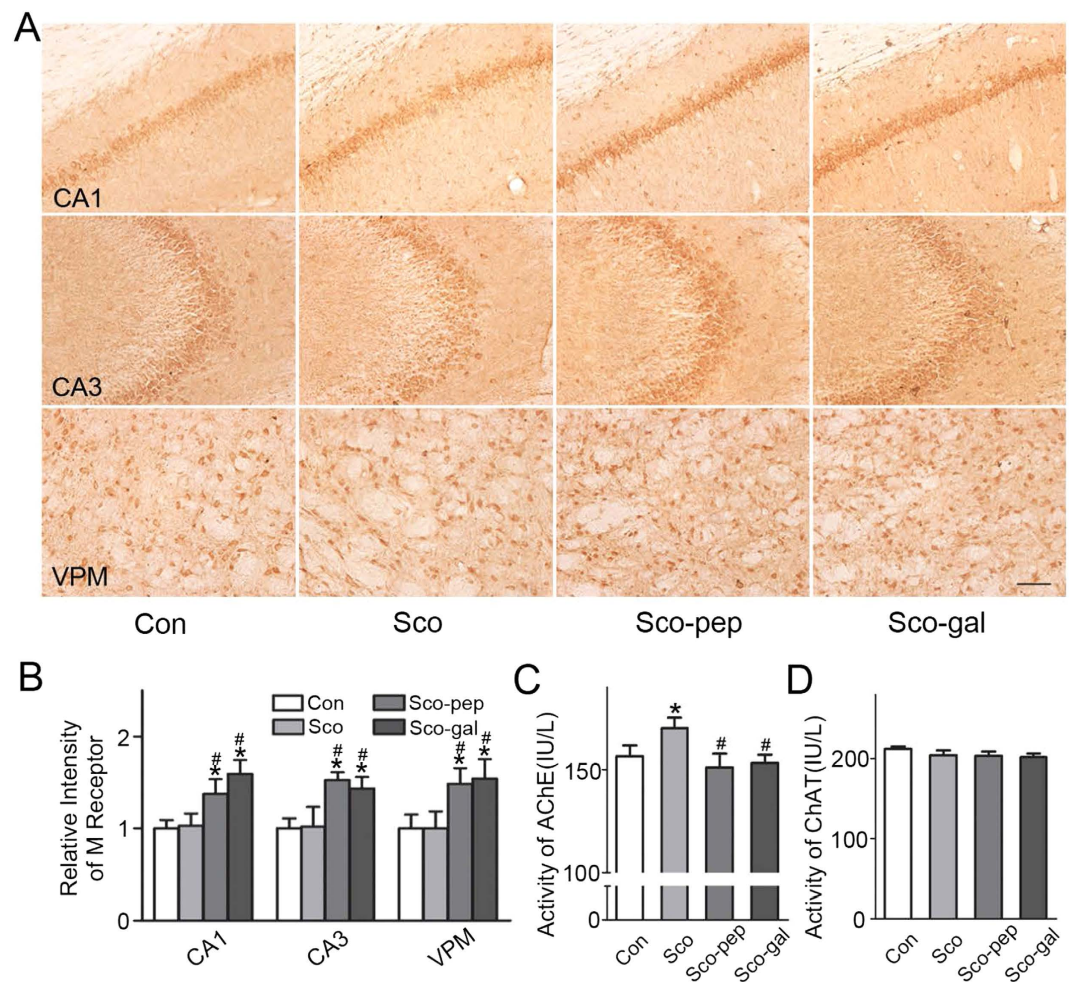 A
CA1
CA3
VPM
Con Sco Sco-pep Sco-gal
B
Relative Intensity
of M Receptor
2
1
0
Con Sco-pep
Sco Sco-gal
# * # * # * # * # * # *
CA1 CA3 VPM
C
Activity of AChE(IU/L)
150
100
0
* # #
Con Sco Sco-pep Sco-gal
D
Activity of ChAT(IU/L)
200
100
0
Con Sco Sco-pep Sco-gal